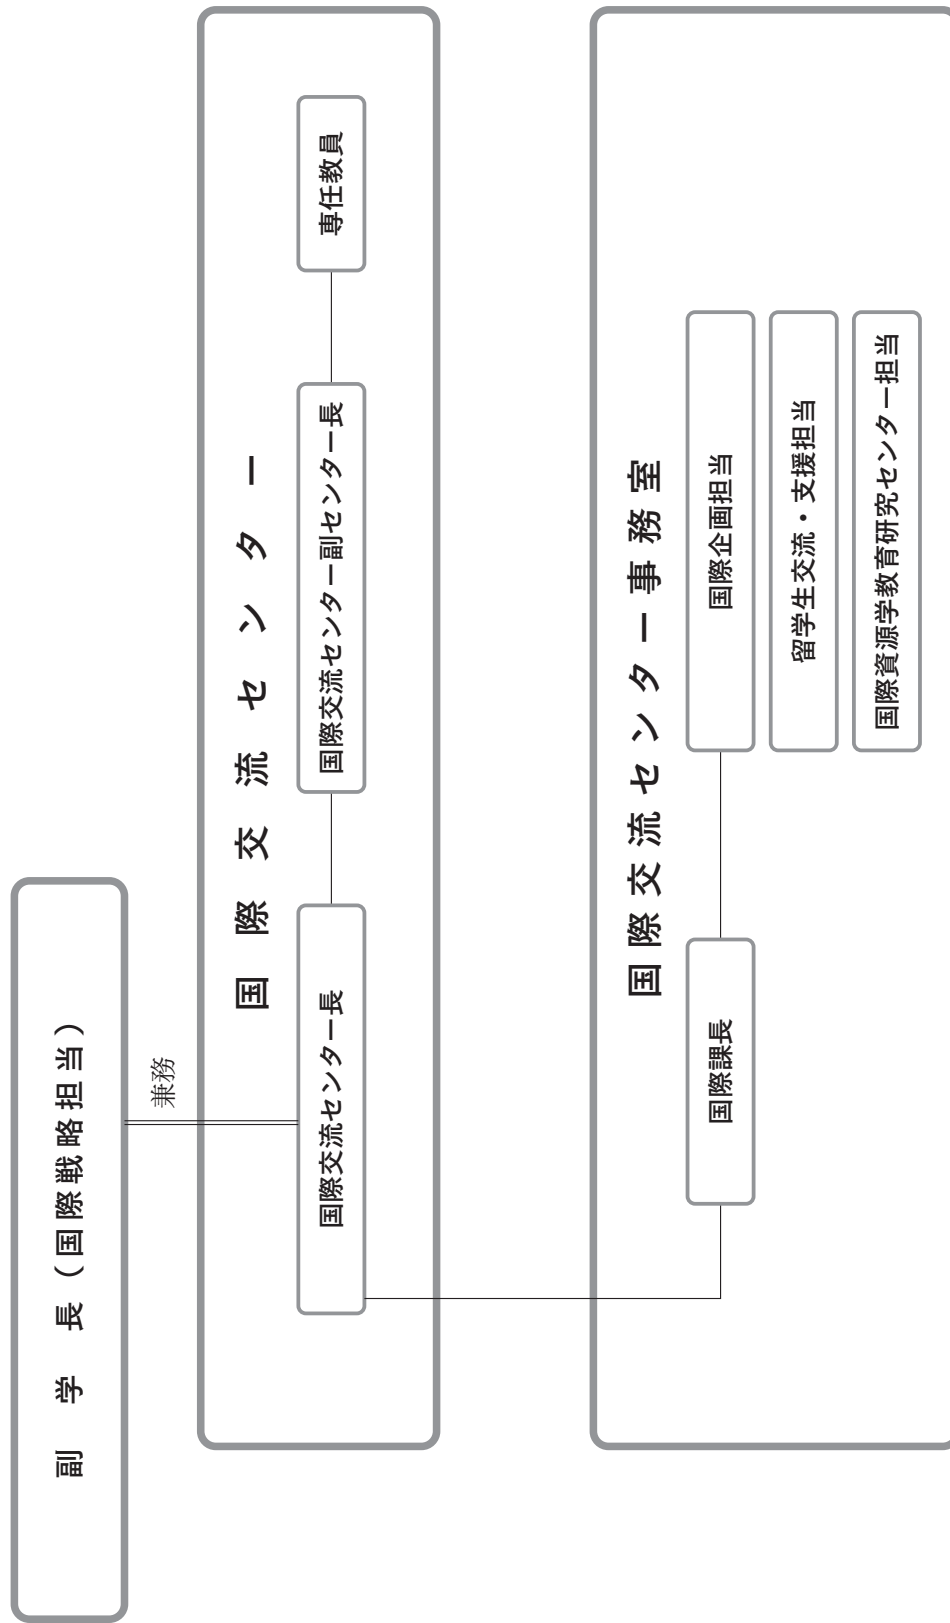 副学長（国際戦略担当）
兼務
国際交流センター
国際交流センター長
国際交流センター副センター長
専任教員
国際交流センター事務室
国際課長
国際企画担当
留学生交流・支援担当
国際資源学教育研究センター担当